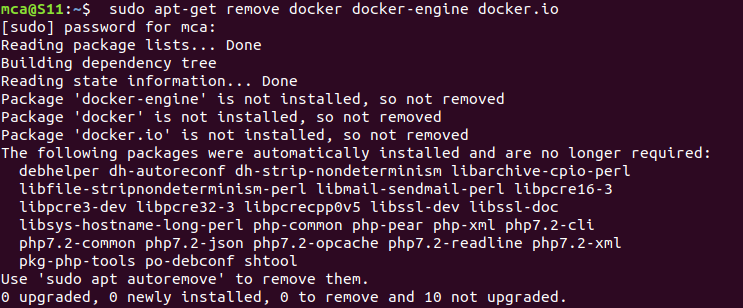 mca@S11:~$  sudo apt-get remove docker docker-engine docker.io
[sudo] password for mca:
Reading package lists... Done
Building dependency tree
Reading state information... Done
Package 'docker-engine' is not installed, so not removed
Package 'docker' is not installed, so not removed
Package 'docker.io' is not installed, so not removed
The following packages were automatically installed and are no longer required:
  debhelper dh-autoreconf dh-strip-nondeterminism libarchive-cpio-perl
  libfile-stripnondeterminism-perl libmail-sendmail-perl libpcre16-3
  libpcre3-dev libpcre32-3 libpcrecpp0v5 libssl-dev libssl-doc
  libsys-hostname-long-perl php-common php-pear php-xml php7.2-cli
  php7.2-common php7.2-json php7.2-opcache php7.2-readline php7.2-xml
  pkg-php-tools po-debconf shtool
Use 'sudo apt autoremove' to remove them.
0 upgraded, 0 newly installed, 0 to remove and 10 not upgraded.